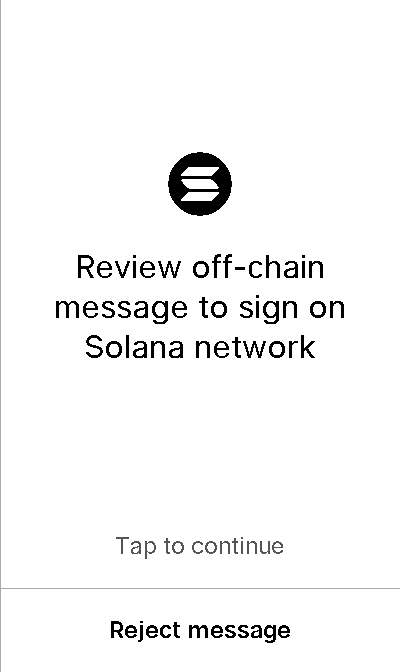 Review off-chain
message to sign on
Solana network
Tap to continue
Reject message